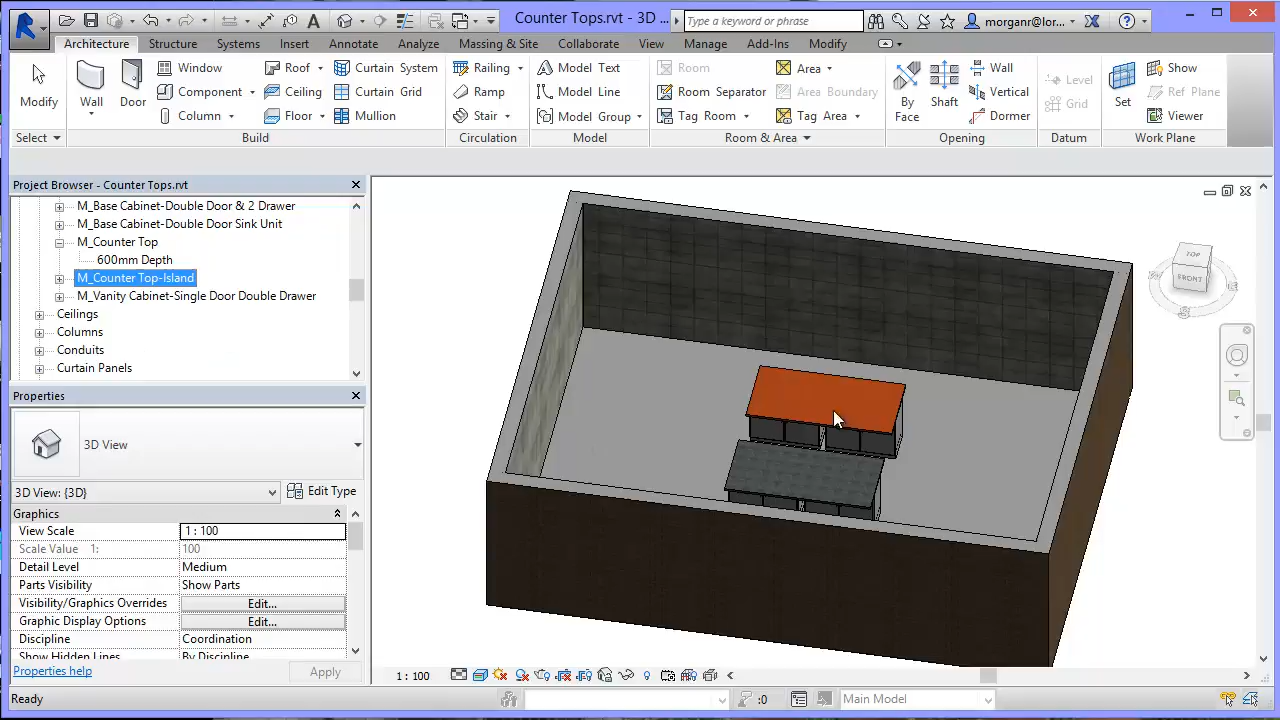 Counter Tops.rvt - 3D ...
Type a keyword or phrase
morganr@lor...
Architecture Structure Systems Insert Annotate Analyze Massing & Site Collaborate View Manage Add-Ins Modify
Modify
Wall
Door
Window
Component
Column
Roof
Ceiling
Floor
Curtain System
Curtain Grid
Mullion
Railing
Ramp
Stair
Model Text
Model Line
Model Group
Room
Room Separator
Tag Room
Area
Area Boundary
Tag Area
By
Face
Shaft
Wall
Vertical
Dormer
Level
Grid
Set
Show
Ref Plane
Viewer
Select Build Circulation Model Room & Area Opening Datum Work Plane
Project Browser - Counter Tops.rvt
M_Base Cabinet-Double Door & 2 Drawer
M_Base Cabinet-Double Door Sink Unit
M_Counter Top
600mm Depth
M_Counter Top-Island
M_Vanity Cabinet-Single Door Double Drawer
Ceilings
Columns
Conduits
Curtain Panels
Properties
3D View
3D View: {3D} Edit Type
Graphics
View Scale 1 : 100
Scale Value 1: 100
Detail Level Medium
Parts Visibility Show Parts
Visibility/Graphics Overrides Edit...
Graphic Display Options Edit...
Discipline Coordination
Show Hidden Lines By Discipline
Properties help Apply
TOP
FRONT
1 : 100
Ready
:0
Main Model